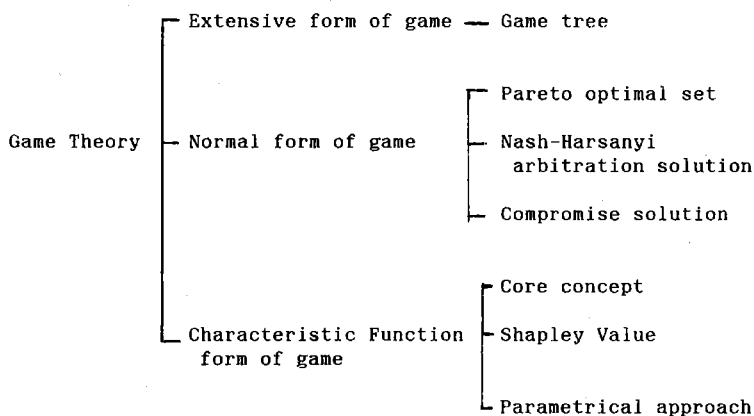 Extensive form of game
Game tree
Pareto optimal set
Game Theory
Normal form of game
Nash-Harsanyi
arbitration solution
Compromise solution
Core concept
Characteristic Function
form of game
Shapley Value
Parametrical approach